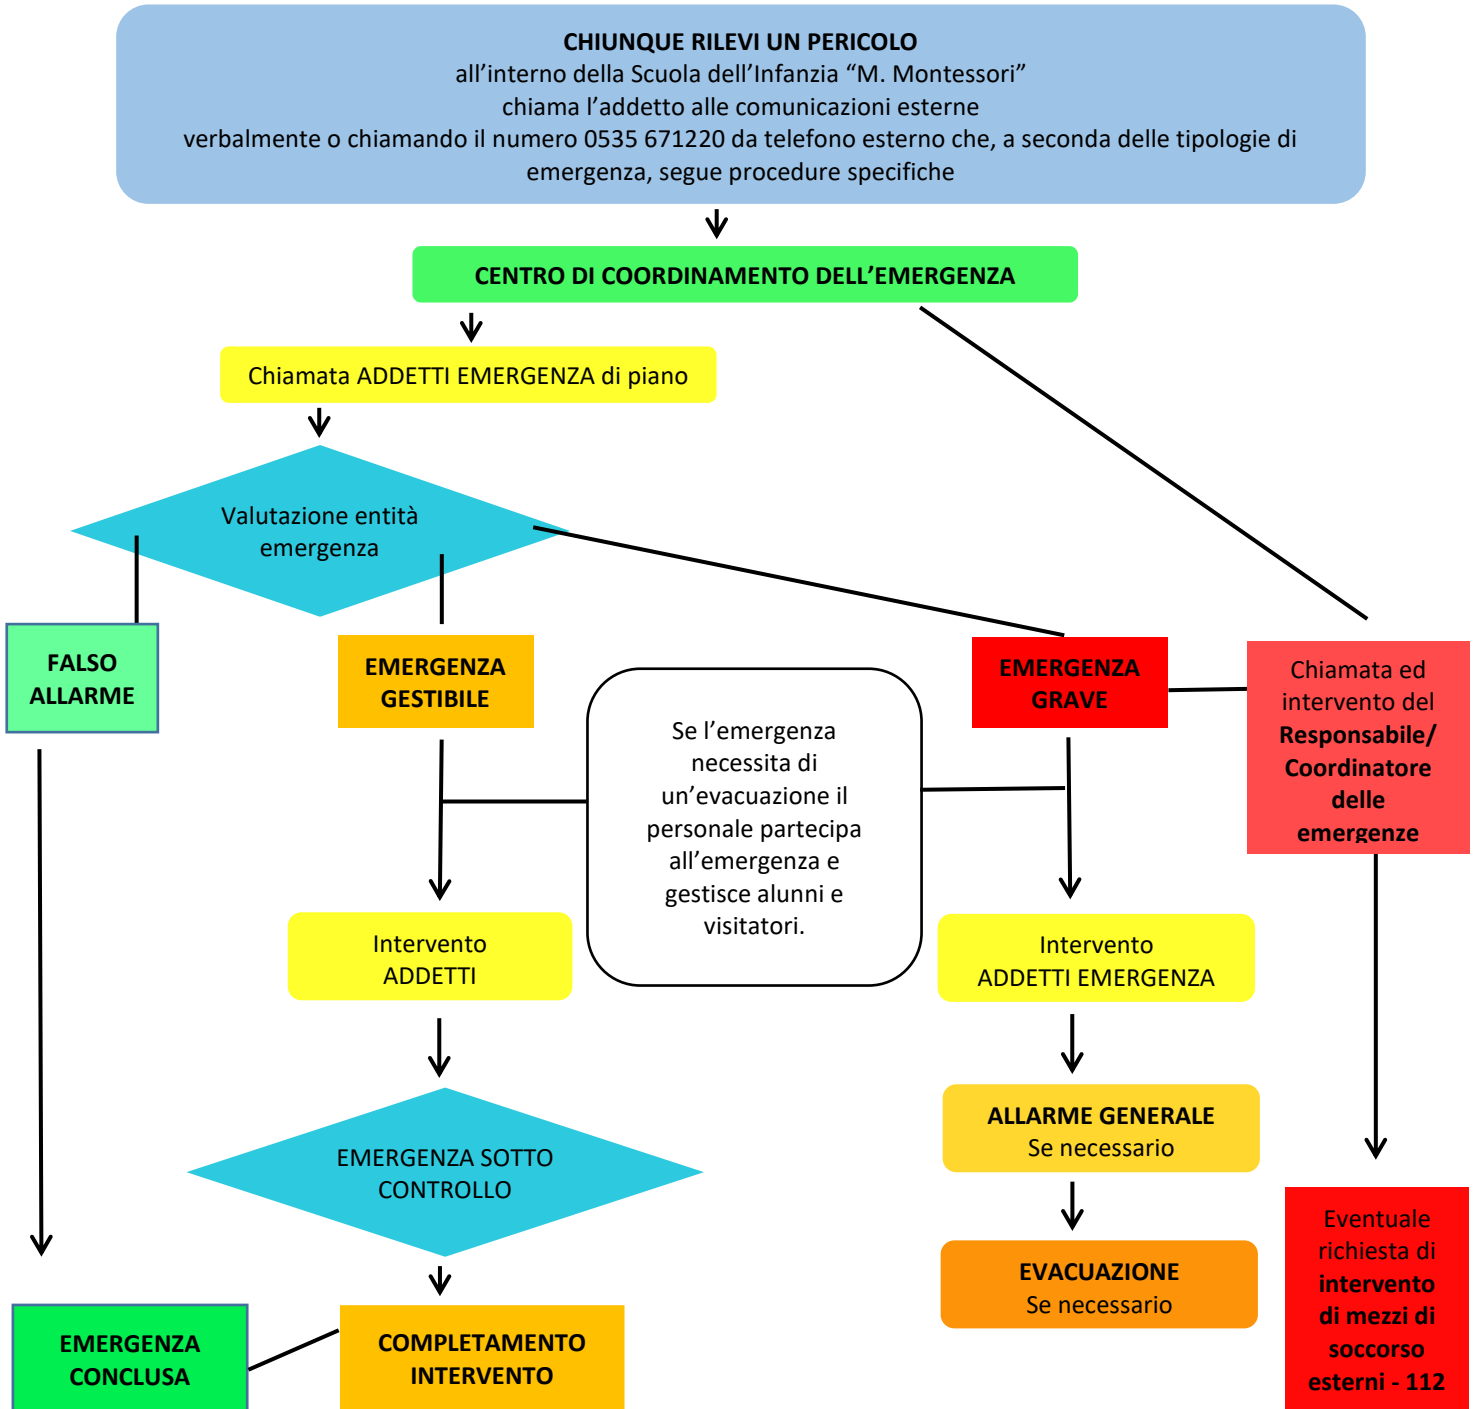 CHIUNQUE RILEVI UN PERICOLO
all’interno della Scuola dell’Infanzia “M. Montessori”
chiama l’addetto alle comunicazioni esterne
verbalmente o chiamando il numero 0535 671220 da telefono esterno che, a seconda delle tipologie di
emergenza, segue procedure specifiche
CENTRO DI COORDINAMENTO DELL’EMERGENZA
Chiamata ADDETTI EMERGENZA di piano
Valutazione entità
emergenza
FALSO
ALLARME
EMERGENZA
GESTIBILE
Se l’emergenza
necessita di
un’evacuazione il
personale partecipa
all’emergenza e
gestisce alunni e
visitatori.
EMERGENZA
GRAVE
Chiamata ed
intervento del
Responsabile/
Coordinatore
delle
emergenze
Intervento
ADDETTI
Intervento
ADDETTI EMERGENZA
EMERGENZA SOTTO
CONTROLLO
ALLARME GENERALE
Se necessario
EVACUAZIONE
Se necessario
Eventuale
richiesta di
intervento
di mezzi di
soccorso
esterni - 112
EMERGENZA
CONCLUSA
COMPLETAMENTO
INTERVENTO